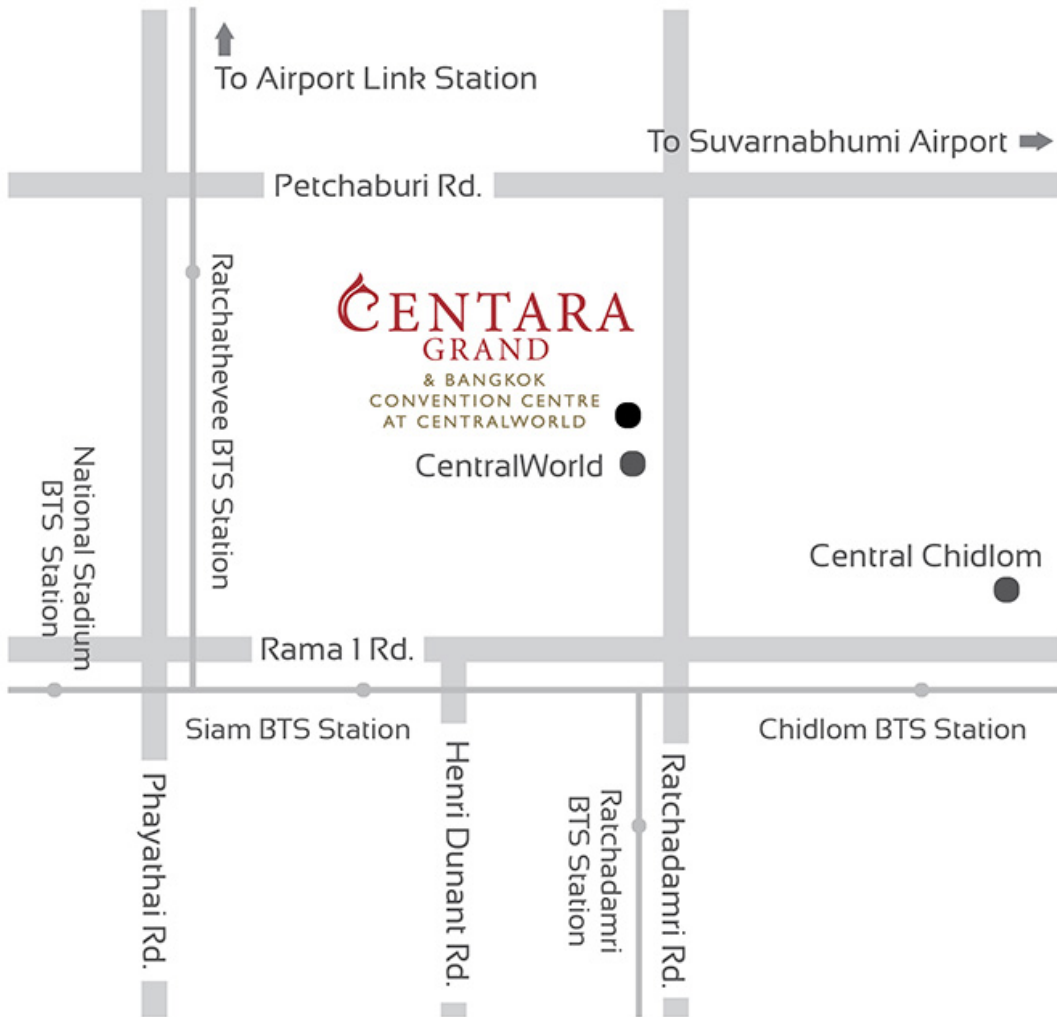 To Airport Link Station
To Suvarnabhumi Airport
Petchaburi Rd.
Ratchathevee BTS Station
CENTARA
GRAND
& BANGKOK
CONVENTION CENTRE
AT CENTRALWORLD
CentralWorld
National Stadium
BTS Station
Central Chidlom
Rama 1 Rd.
Siam BTS Station
Chidlom BTS Station
Phayathai Rd.
Henri Dunant Rd.
Ratchadamri
BTS Station
Ratchadamri Rd.